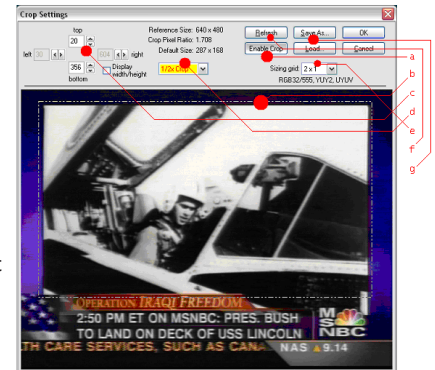 Crop Settings
top
20
left 30
604 right
356
bottom
Display
width/height
Reference Size: 640 x 480
Crop Pixel Ratio: 1.708
Default Size: 287 x 168
1/2x Crop
Refresh
Save As...
OK
Enable Crop
Load...
Cancel
Sizing grid: 2 x 1
RGB32/555, YUY2, UYUV
a
b
c
d
e
f
g
OPERATION IRAQI FREEDOM
2:50 PM ET ON MSNBC: PRES. BUSH
TO LAND ON DECK OF USS LINCOLN
MS
NBC
TH CARE SERVICES, SUCH AS CANA
NAS ▲9.14